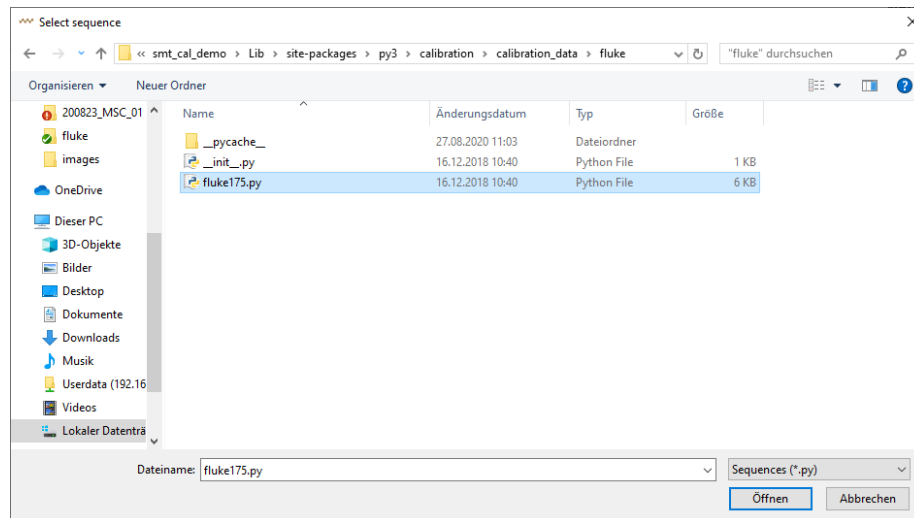 Select sequence
« smt_cal_demo › Lib › site-packages › py3 › calibration › calibration_data › fluke
"fluke" durchsuchen
Organisieren Neuer Ordner
200823_MSC_01
fluke
images
OneDrive
Dieser PC
3D-Objekte
Bilder
Desktop
Dokumente
Downloads
Musik
Userdata (192.16
Videos
Lokaler Datenträ
Name Änderungsdatum Typ Größe
__pycache__ 27.08.2020 11:03 Dateiordner
__init__.py 16.12.2018 10:40 Python File 1 KB
fluke175.py 16.12.2018 10:40 Python File 6 KB
Dateiname: fluke175.py Sequences (*.py)
Öffnen Abbrechen